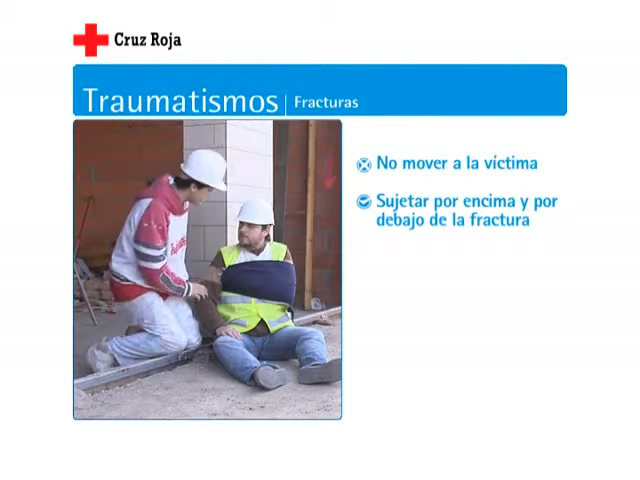 Cruz Roja
Traumatismos | Fracturas
No mover a la víctima
Sujetar por encima y por
debajo de la fractura